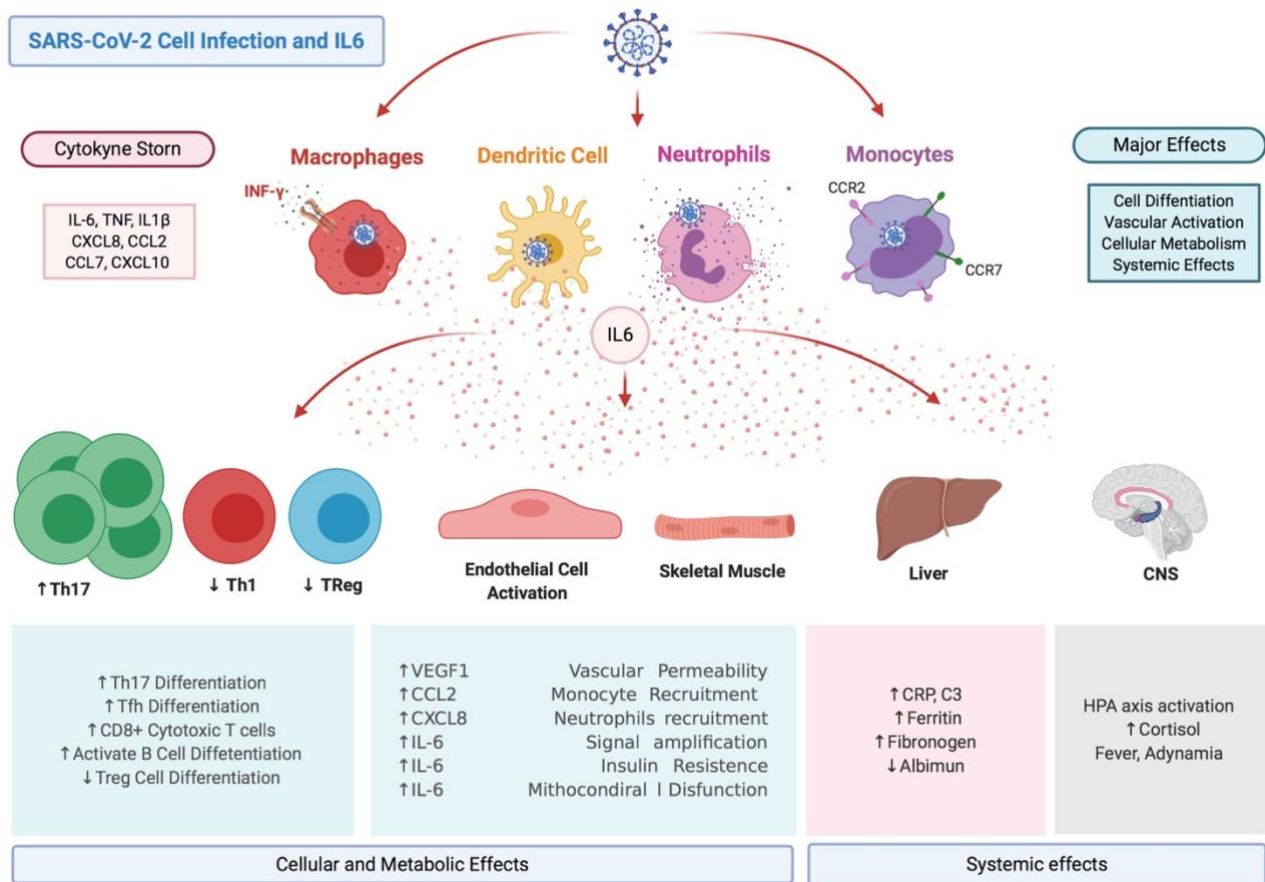 SARS-CoV-2 Cell Infection and IL6
Cytokyne Storn
IL-6, TNF, IL1β
CXCL8, CCL2
CCL7, CXCL10
Macrophages
INF-γ
Dendritic Cell
Neutrophils
Monocytes
CCR2
CCR7
Major Effects
Cell Diffentiation
Vascular Activation
Cellular Metabolism
Systemic Effects
IL6
↑Th17
↓ Th1
↓ TReg
Endothelial Cell
Activation
Skeletal Muscle
Liver
CNS
↑Th17 Differentiation
↑Tfh Differentiation
↑CD8+ Cytotoxic T cells
↑Activate B Cell Diffetentiation
↓Treg Cell Differentiation
↑VEGF1 Vascular Permeability
↑CCL2 Monocyte Recruitment
↑CXCL8 Neutrophils recruitment
↑IL-6 Signal amplification
↑IL-6 Insulin Resistence
↑IL-6 Mithocondiral l Disfunction
↑CRP, C3
↑Ferritin
↑Fibronogen
↓Albimun
HPA axis activation
↑Cortisol
Fever, Adynamia
Cellular and Metabolic Effects
Systemic effects